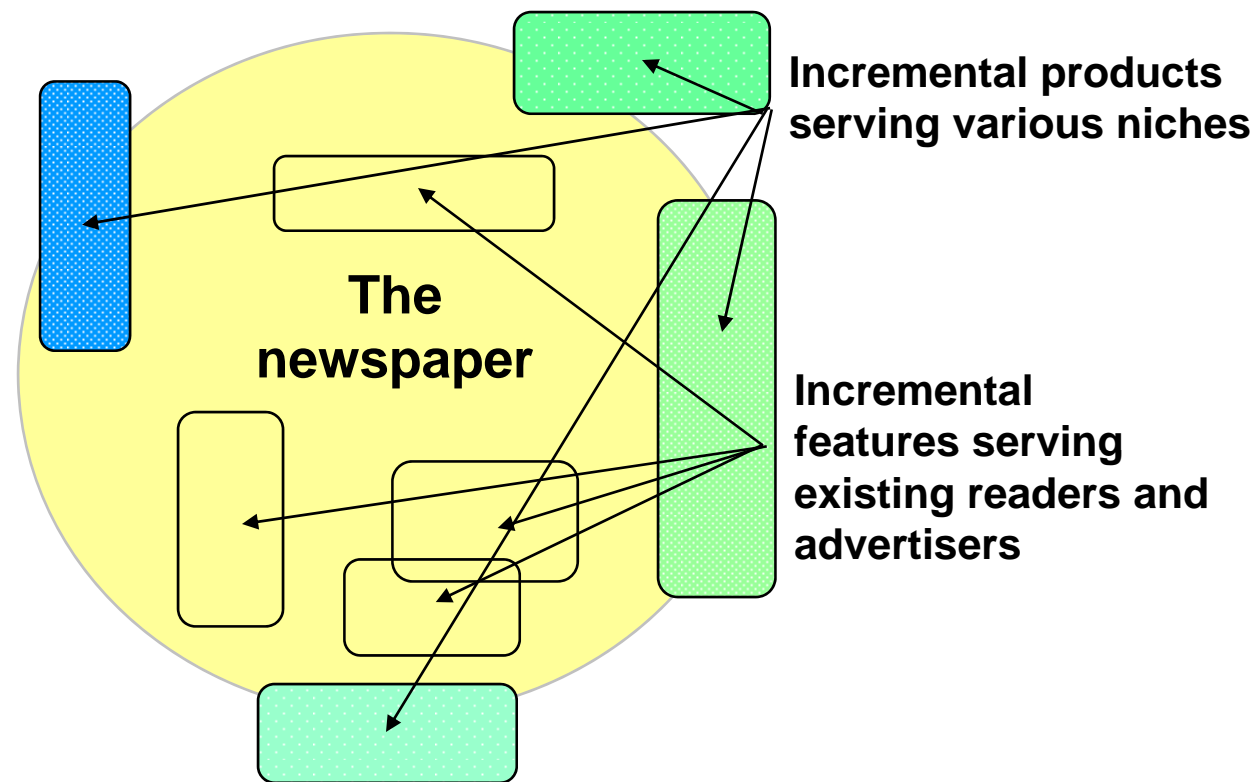 Incremental products
serving various niches
The
newspaper
Incremental
features serving
existing readers and
advertisers